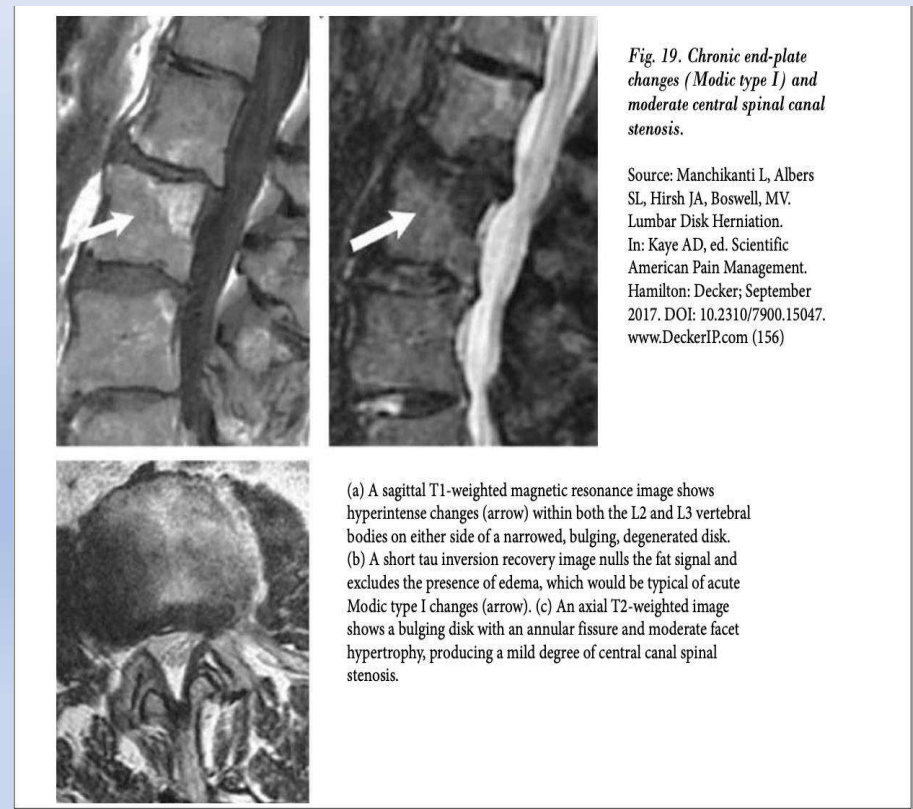 Fig. 19. Chronic end-plate
changes (Modic type I) and
moderate central spinal canal
stenosis.
Source: Manchikanti L, Albers
SL, Hirsh JA, Boswell, MV.
Lumbar Disk Herniation.
In: Kaye AD, ed. Scientific
American Pain Management.
Hamilton: Decker; September
2017. DOI: 10.2310/7900.15047.
www.DeckerIP.com (156)
(a) A sagittal T1-weighted magnetic resonance image shows
hyperintense changes (arrow) within both the L2 and L3 vertebral
bodies on either side of a narrowed, bulging, degenerated disk.
(b) A short tau inversion recovery image nulls the fat signal and
excludes the presence of edema, which would be typical of acute
Modic type I changes (arrow). (c) An axial T2-weighted image
shows a bulging disk with an annular fissure and moderate facet
hypertrophy, producing a mild degree of central canal spinal
stenosis.